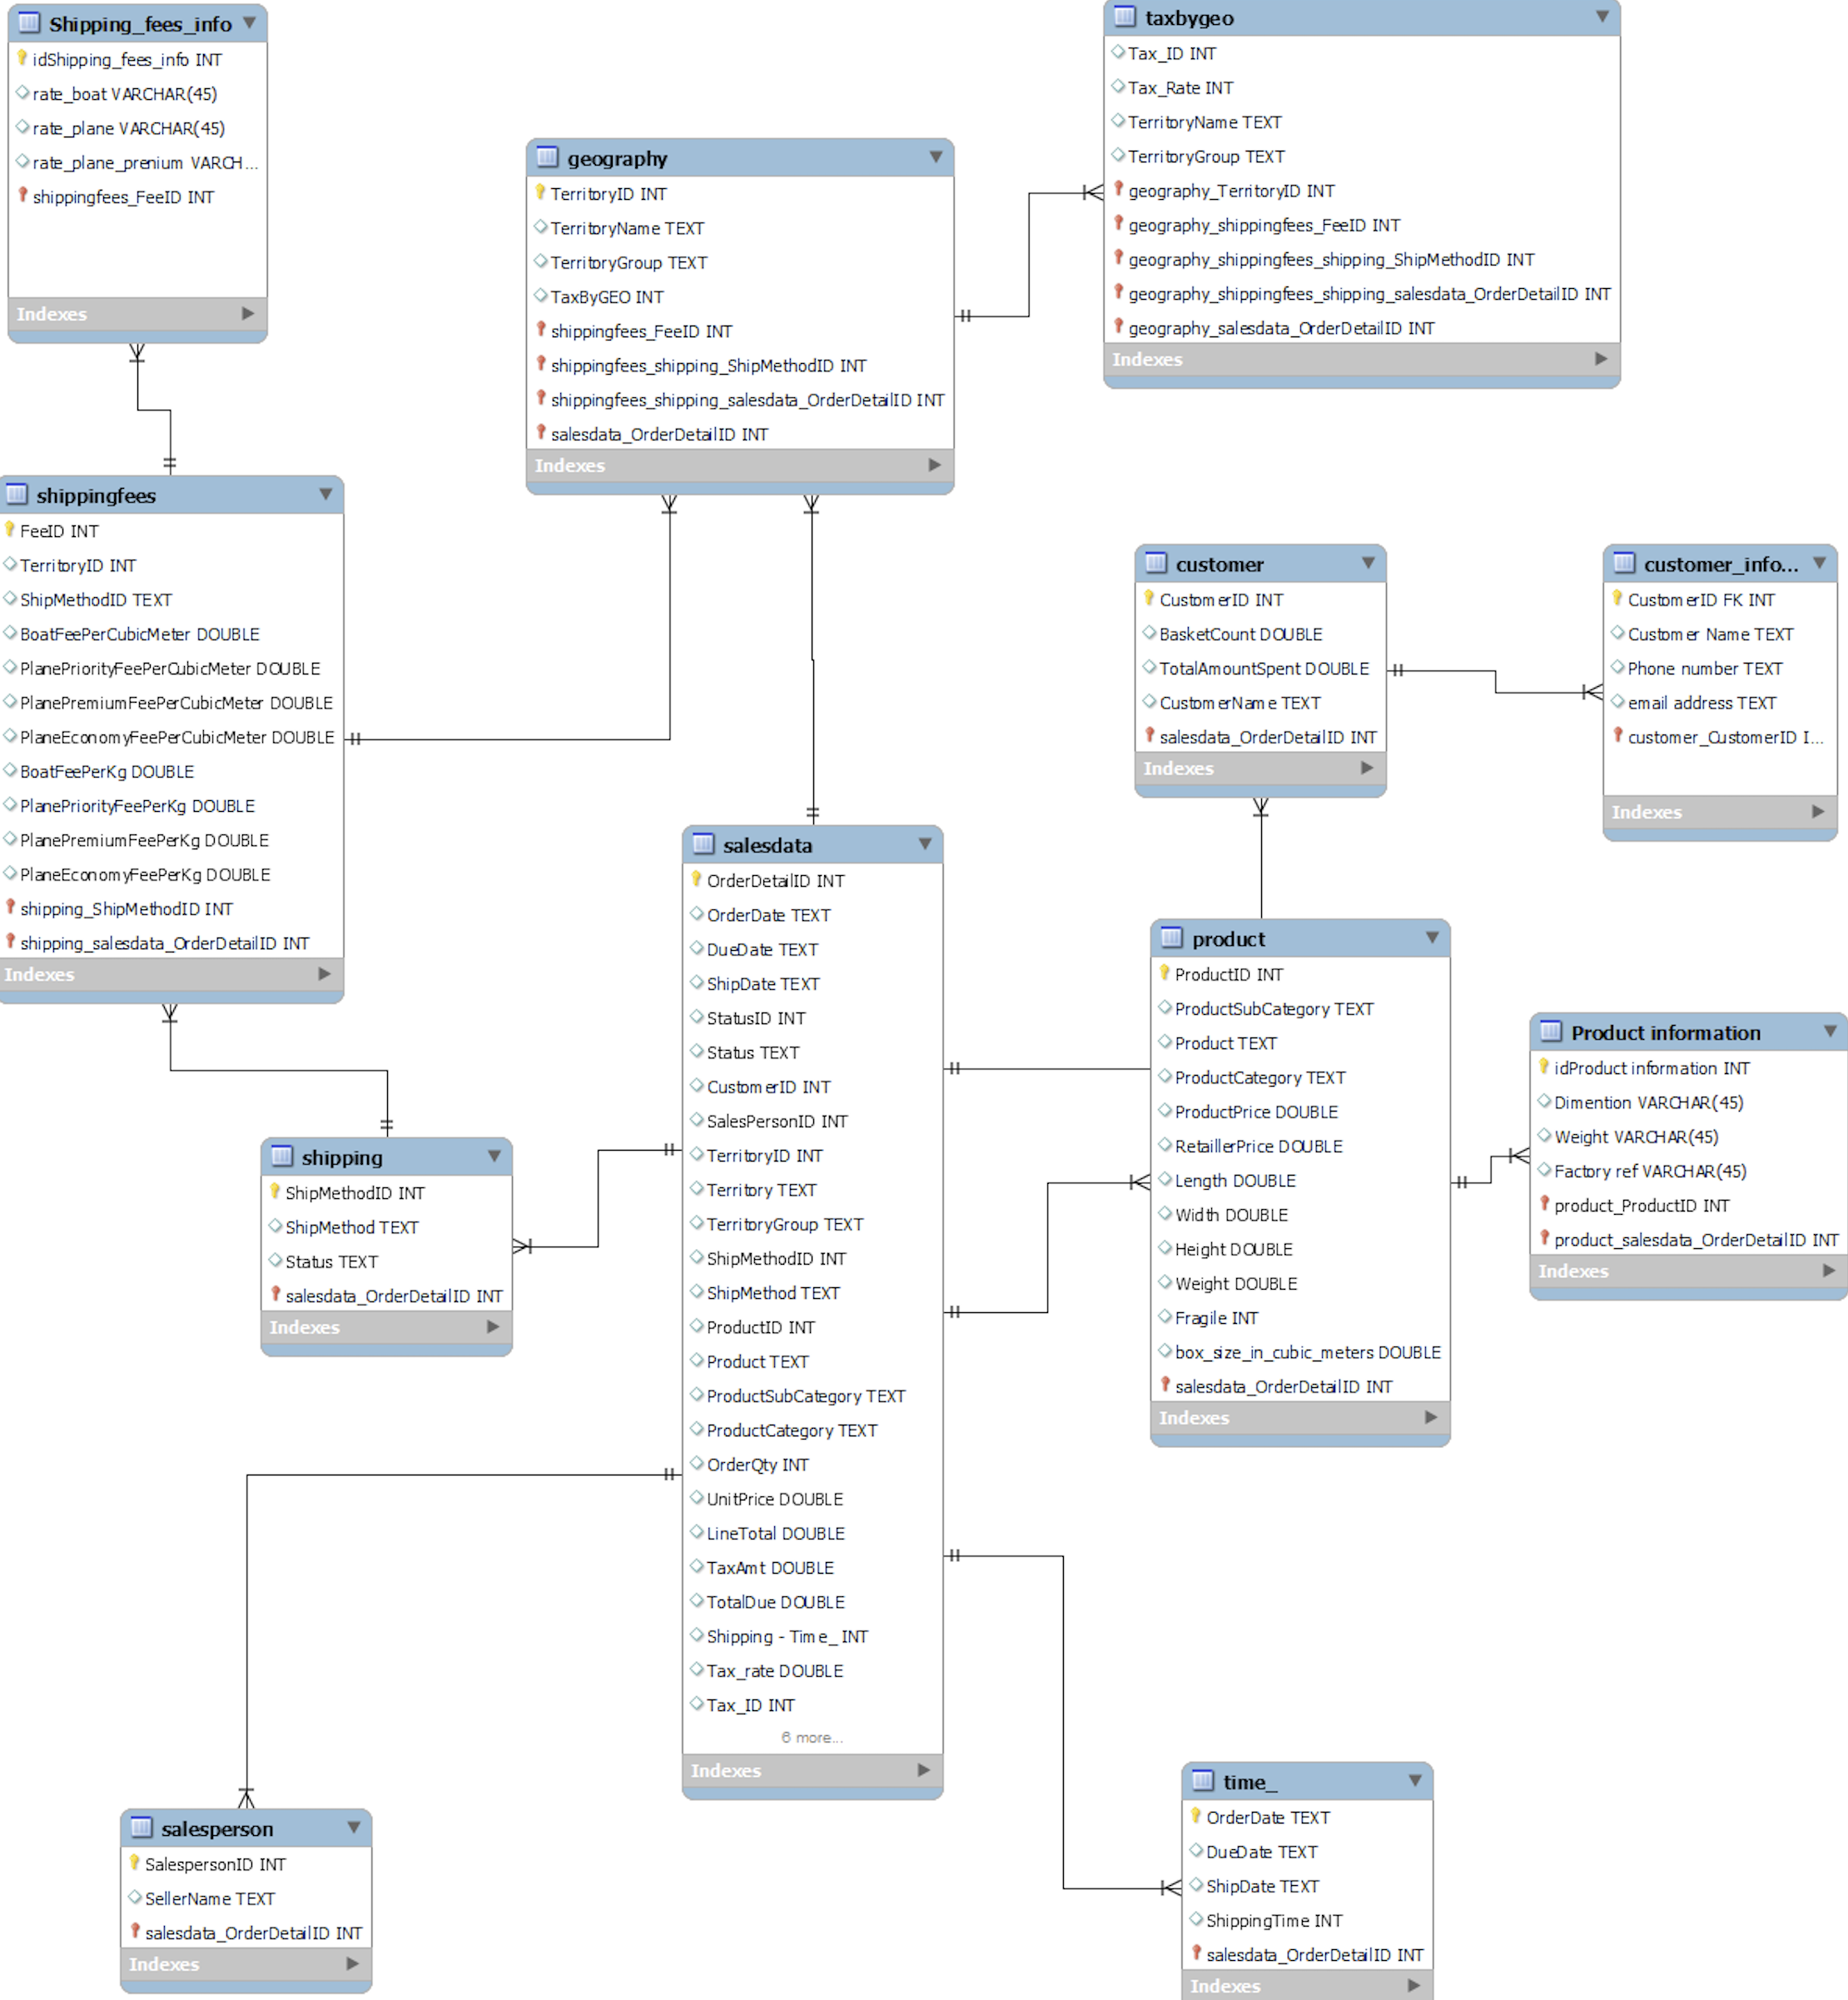 Shipping_fees_info
idShipping_fees_info INT
rate_boat VARCHAR(45)
rate_plane VARCHAR(45)
rate_plane_prenium VARCH...
shippingfees_FeeID INT
Indexes
taxbygeo
Tax_ID INT
Tax_Rate INT
TerritoryName TEXT
TerritoryGroup TEXT
geography_TerritoryID INT
geography_shippingfees_FeeID INT
geography_shippingfees_shipping_ShipMethodID INT
geography_shippingfees_shipping_salesdata_OrderDetailID INT
geography_salesdata_OrderDetailID INT
Indexes
geography
TerritoryID INT
TerritoryName TEXT
TerritoryGroup TEXT
TaxByGEO INT
shippingfees_FeeID INT
shippingfees_shipping_ShipMethodID INT
shippingfees_shipping_salesdata_OrderDetailID INT
salesdata_OrderDetailID INT
Indexes
shippingfees
FeeID INT
TerritoryID INT
ShipMethodID TEXT
BoatFeePerCubicMeter DOUBLE
PlanePriorityFeePerCubicMeter DOUBLE
PlanePremiumFeePerCubicMeter DOUBLE
PlaneEconomyFeePerCubicMeter DOUBLE
BoatFeePerKg DOUBLE
PlanePriorityFeePerKg DOUBLE
PlanePremiumFeePerKg DOUBLE
PlaneEconomyFeePerKg DOUBLE
shipping_ShipMethodID INT
shipping_salesdata_OrderDetailID INT
Indexes
customer
CustomerID INT
BasketCount DOUBLE
TotalAmountSpent DOUBLE
CustomerName TEXT
salesdata_OrderDetailID INT
Indexes
customer_info...
CustomerID FK INT
Customer Name TEXT
Phone number TEXT
email address TEXT
customer_CustomerID I...
Indexes
salesdata
OrderDetailID INT
OrderDate TEXT
DueDate TEXT
ShipDate TEXT
StatusID INT
Status TEXT
CustomerID INT
SalesPersonID INT
TerritoryID INT
Territory TEXT
TerritoryGroup TEXT
ShipMethodID INT
ShipMethod TEXT
ProductID INT
Product TEXT
ProductSubCategory TEXT
ProductCategory TEXT
OrderQty INT
UnitPrice DOUBLE
LineTotal DOUBLE
TaxAmt DOUBLE
TotalDue DOUBLE
Shipping - Time_ INT
Tax_rate DOUBLE
Tax_ID INT
6 more...
Indexes
product
ProductID INT
ProductSubCategory TEXT
Product TEXT
ProductCategory TEXT
ProductPrice DOUBLE
RetaillerPrice DOUBLE
Length DOUBLE
Width DOUBLE
Height DOUBLE
Weight DOUBLE
Fragile INT
box_size_in_cubic_meters DOUBLE
salesdata_OrderDetailID INT
Indexes
Product information
idProduct information INT
Dimention VARCHAR(45)
Weight VARCHAR(45)
Factory ref VARCHAR(45)
product_ProductID INT
product_salesdata_OrderDetailID INT
Indexes
shipping
ShipMethodID INT
ShipMethod TEXT
Status TEXT
salesdata_OrderDetailID INT
Indexes
salesperson
SalespersonID INT
SellerName TEXT
salesdata_OrderDetailID INT
Indexes
time_
OrderDate TEXT
DueDate TEXT
ShipDate TEXT
ShippingTime INT
salesdata_OrderDetailID INT
Indexes